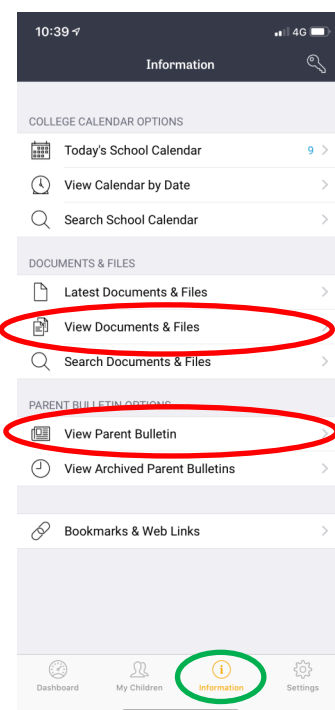 10:39 4G
Information
COLLEGE CALENDAR OPTIONS
Today's School Calendar 9
View Calendar by Date
Search School Calendar
DOCUMENTS & FILES
Latest Documents & Files
View Documents & Files
Search Documents & Files
PARENT BULLETIN OPTIONS
View Parent Bulletin
View Archived Parent Bulletins
Bookmarks & Web Links
Dashboard My Children Information Settings